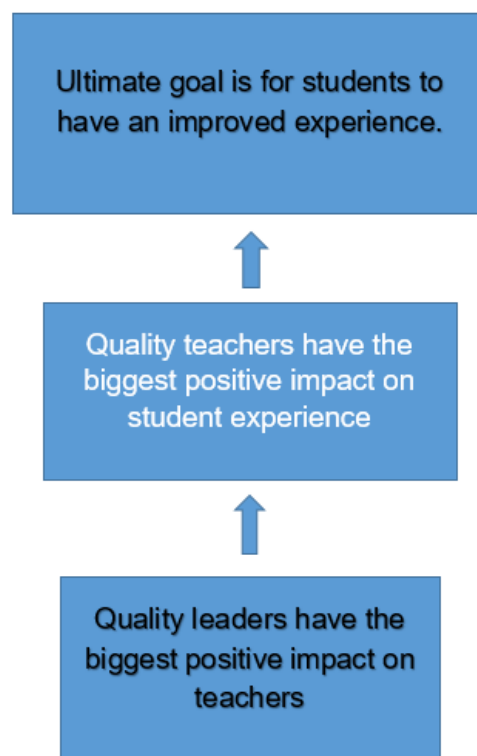 Ultimate goal is for students to
have an improved experience.
Quality teachers have the
biggest positive impact on
student experience
Quality leaders have the
biggest positive impact on
teachers